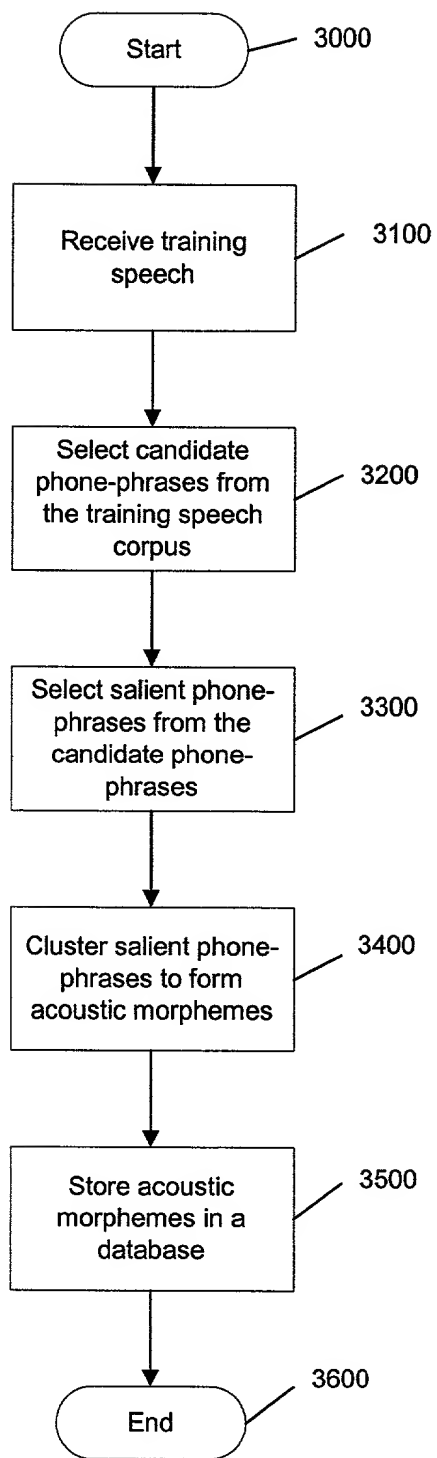 Start
3000
Receive training
speech
3100
Select candidate
phone-phrases from
the training speech
corpus
3200
Select salient phone-
phrases from the
candidate phone-
phrases
3300
Cluster salient phone-
phrases to form
acoustic morphemes
3400
Store acoustic
morphemes in a
database
3500
End
3600